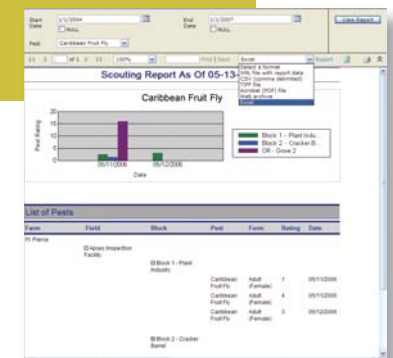 Start Date 1/1/2004 End Date 1/1/2007 View Report
NULL NULL
Pest Caribbean Fruit Fly
of 1 100% Find | Next Excel Export
Select a format
XML file with report data
CSV (comma delimited)
TIFF file
Acrobat (PDF) file
Web archive
Excel
Scouting Report As Of 05-13-
Caribbean Fruit Fly
Pest Rating
20
15
10
5
0
05/11/2006 05/12/2006
Date
Block 1 - Plant Indu...
Block 2 - Cracker B...
OR - Grove 2
List of Pests
Farm Field Block Pest Form Rating Date
Ft Pierce
Apiary Inspection Facility
Block 1 - Plant Industry
Caribbean Fruit Fly Adult (Female) 1 05/11/2006
Caribbean Fruit Fly Adult (Female) 4 05/11/2006
Caribbean Fruit Fly Adult (Female) 3 05/12/2006
Block 2 - Cracker Barrel